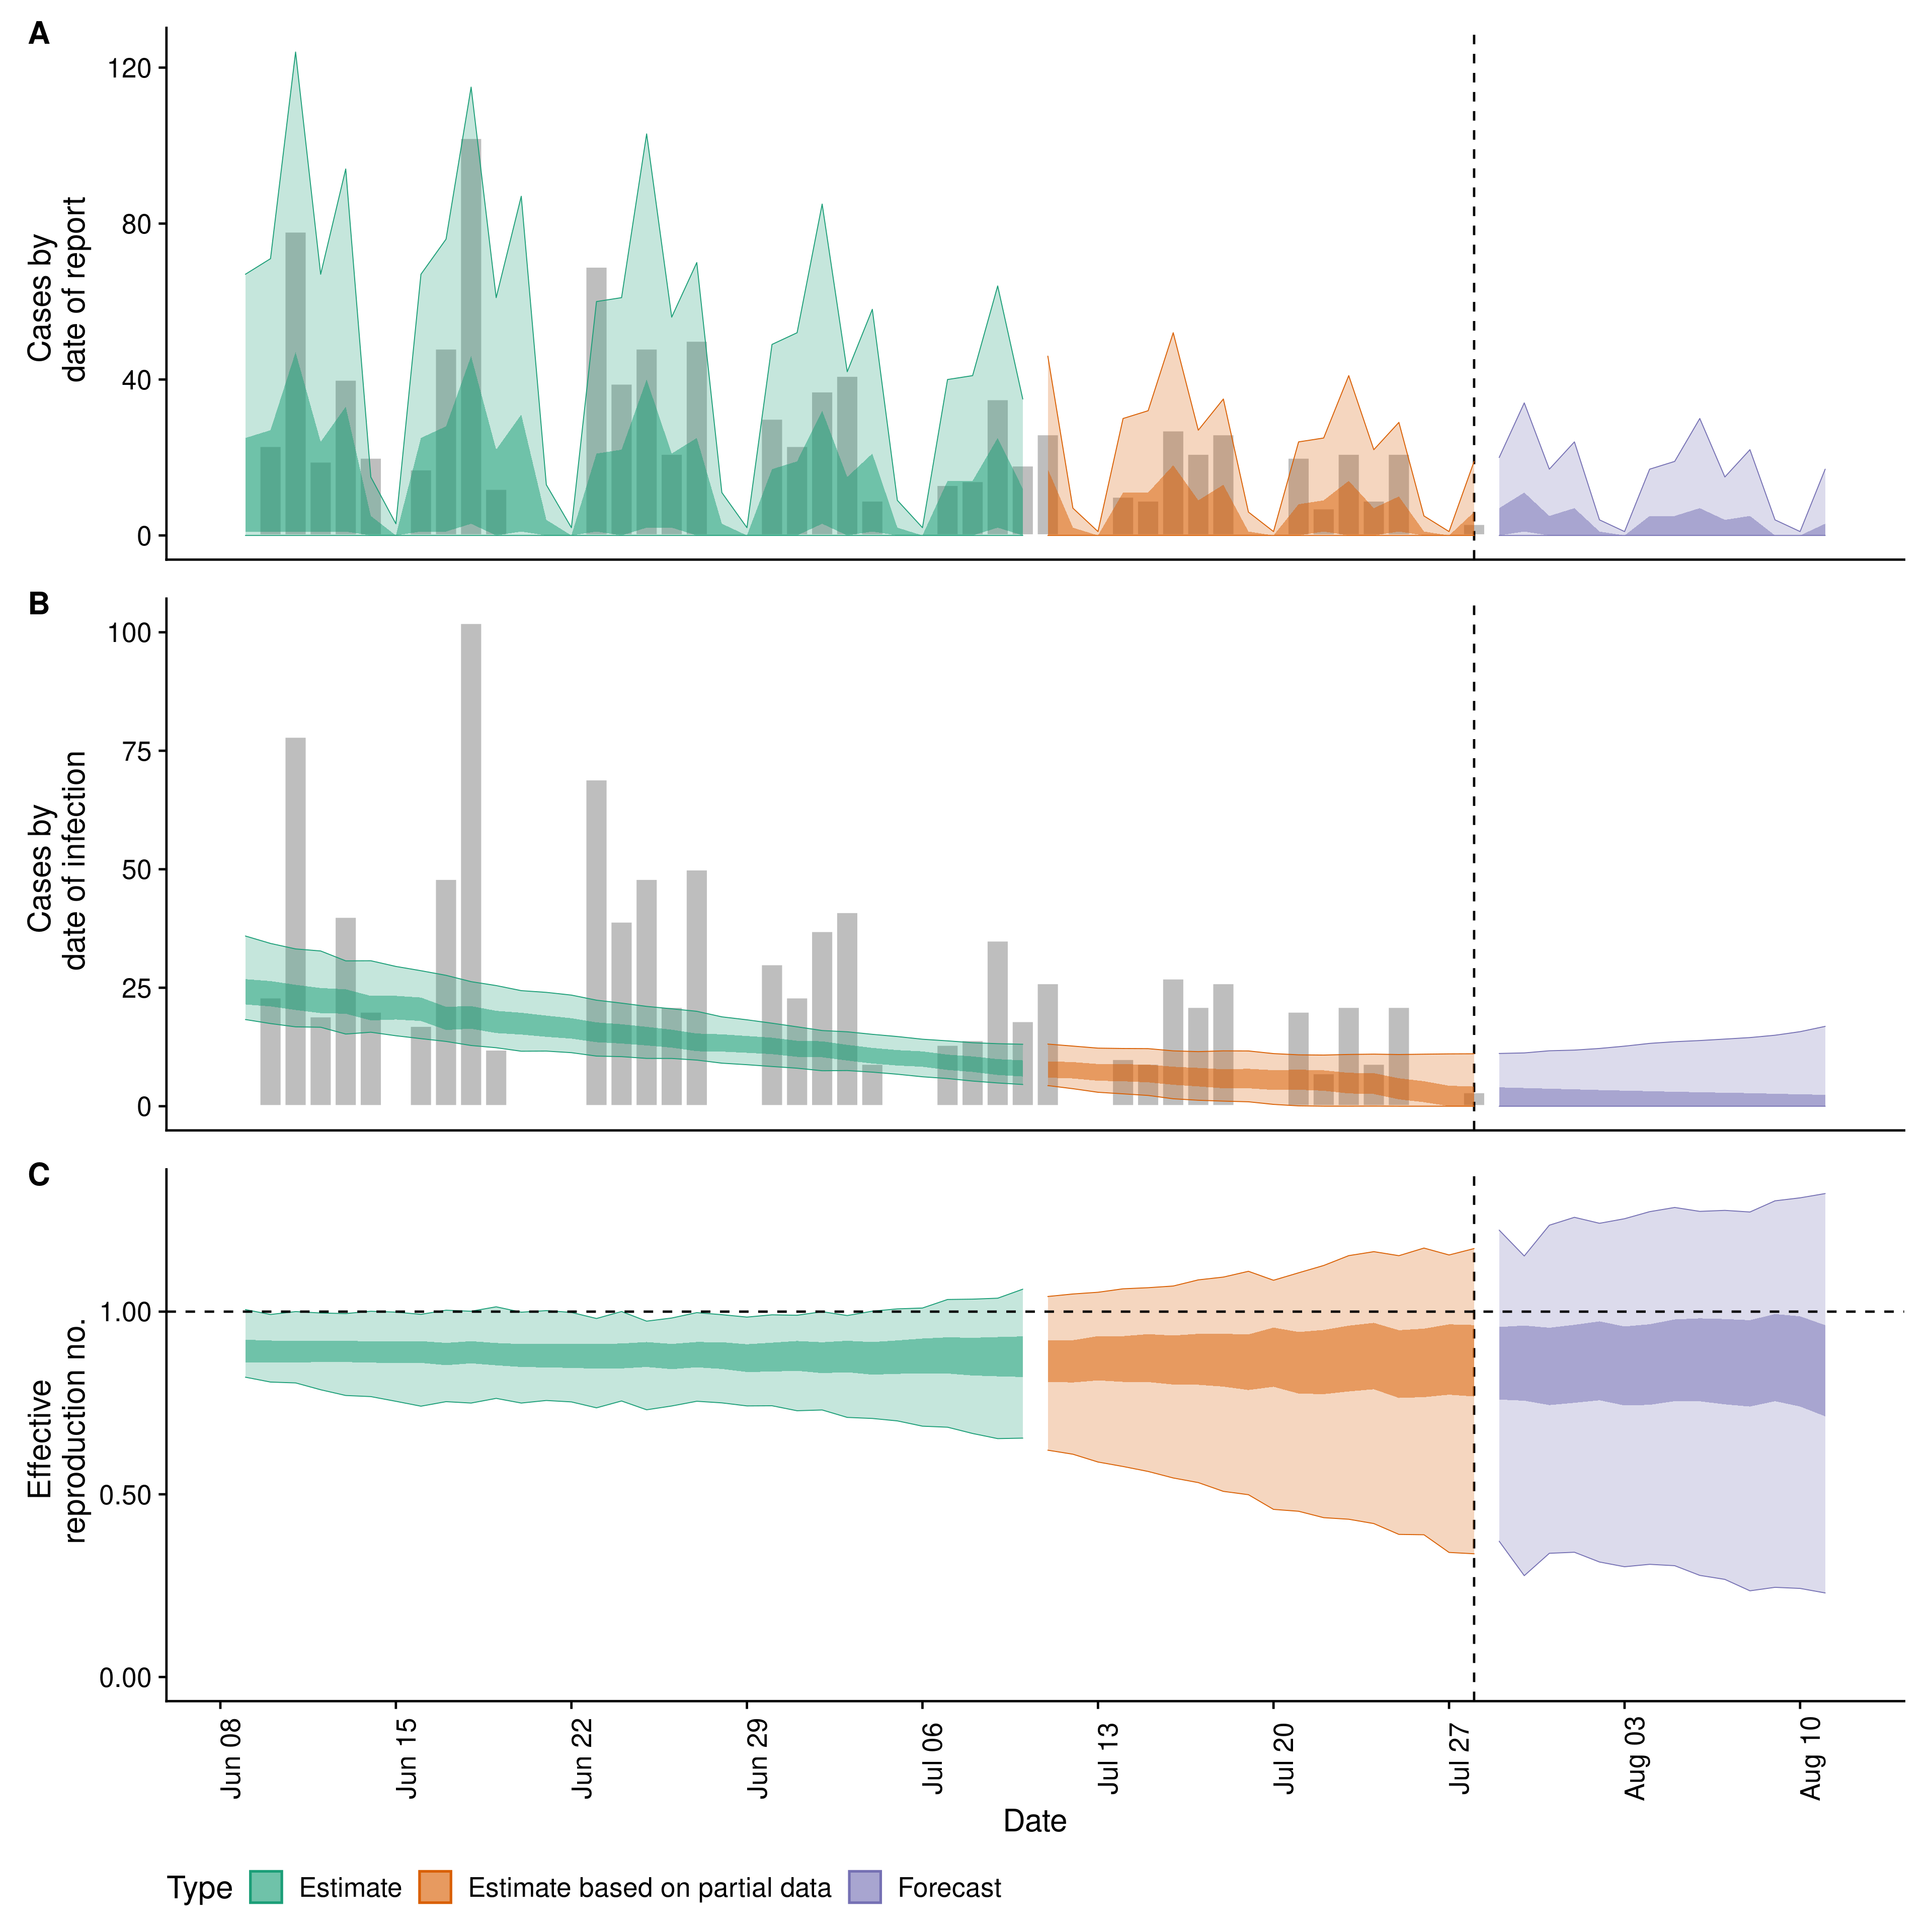 A
120
80
40
0
Cases by
date of report
B
100
75
50
25
0
Cases by
date of infection
C
1.00
0.50
0.00
Effective
reproduction no.
Jun 08
Jun 15
Jun 22
Jun 29
Jul 06
Jul 13
Jul 20
Jul 27
Aug 03
Aug 10
Date
Type Estimate Estimate based on partial data Forecast